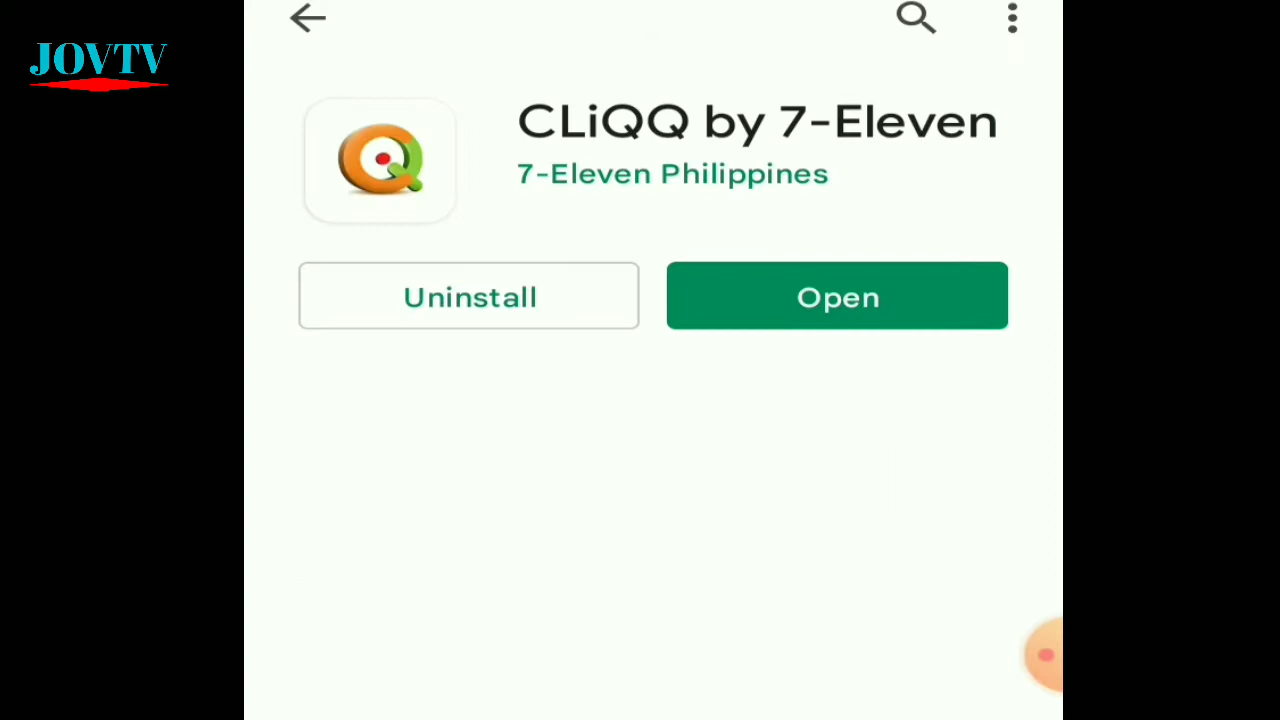 JOVTV
CLiQQ by 7-Eleven
7-Eleven Philippines
Uninstall
Open